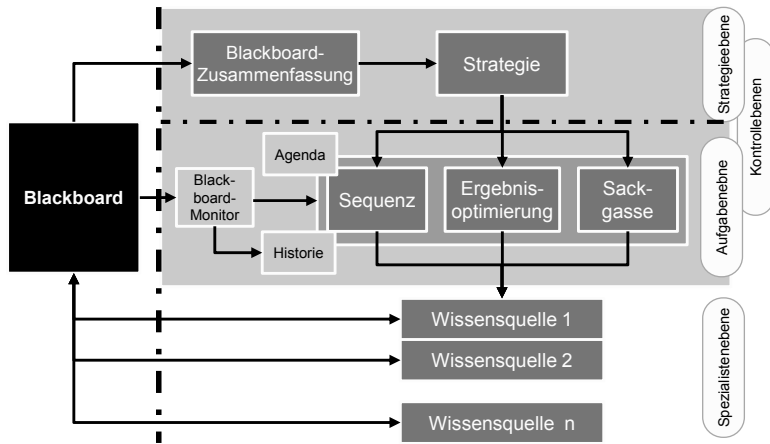 Blackboard-
Zusammenfassung
Strategie
Strategieebene
Kontrollebenen
Blackboard
Agenda
Black-
board-
Monitor
Historie
Sequenz
Ergebnis-
optimierung
Sack-
gasse
Aufgabenebne
Wissensquelle 1
Wissensquelle 2
Wissensquelle n
Spezialistenebene